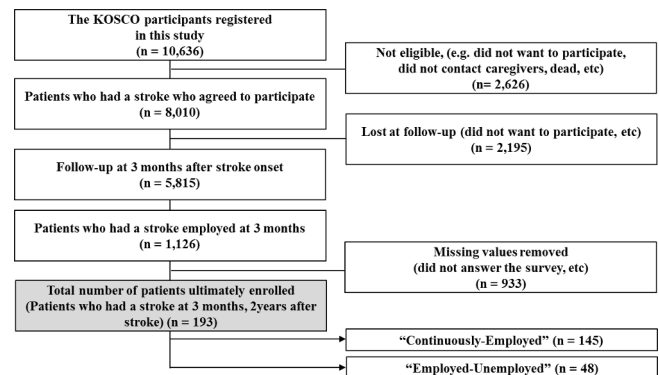 The KOSCO participants registered
in this study
(n = 10,636)
Not eligible, (e.g. did not want to participate,
did not contact caregivers, dead, etc)
(n= 2,626)
Patients who had a stroke who agreed to participate
(n = 8,010)
Lost at follow-up (did not want to participate, etc)
(n = 2,195)
Follow-up at 3 months after stroke onset
(n = 5,815)
Patients who had a stroke employed at 3 months
(n = 1,126)
Missing values removed
(did not answer the survey, etc)
(n = 933)
Total number of patients ultimately enrolled
(Patients who had a stroke at 3 months, 2years after
stroke) (n = 193)
“Continuously-Employed” (n = 145)
“Employed-Unemployed” (n = 48)